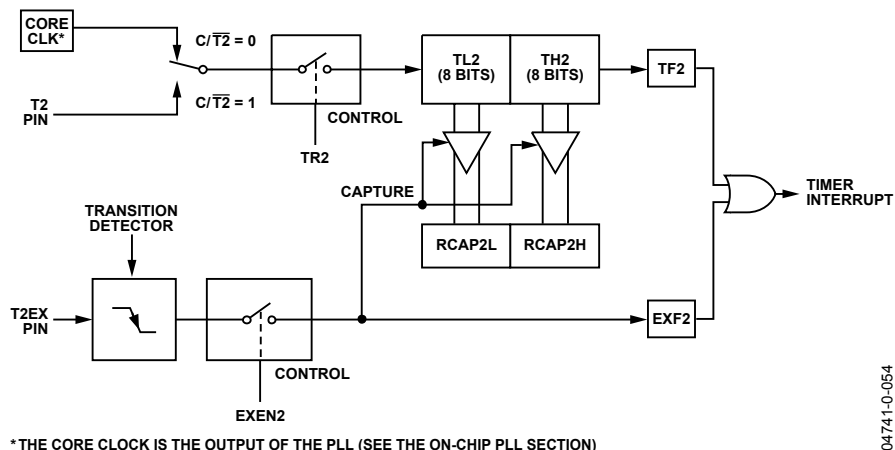 CORE
CLK*
C/T2 = 0
TL2
(8 BITS)
TH2
(8 BITS)
TF2
T2
PIN
C/T2 = 1
CONTROL
TR2
CAPTURE
TIMER
INTERRUPT
TRANSITION
DETECTOR
RCAP2L
RCAP2H
T2EX
PIN
EXF2
CONTROL
EXEN2
*THE CORE CLOCK IS THE OUTPUT OF THE PLL (SEE THE ON-CHIP PLL SECTION)
04741-0-054